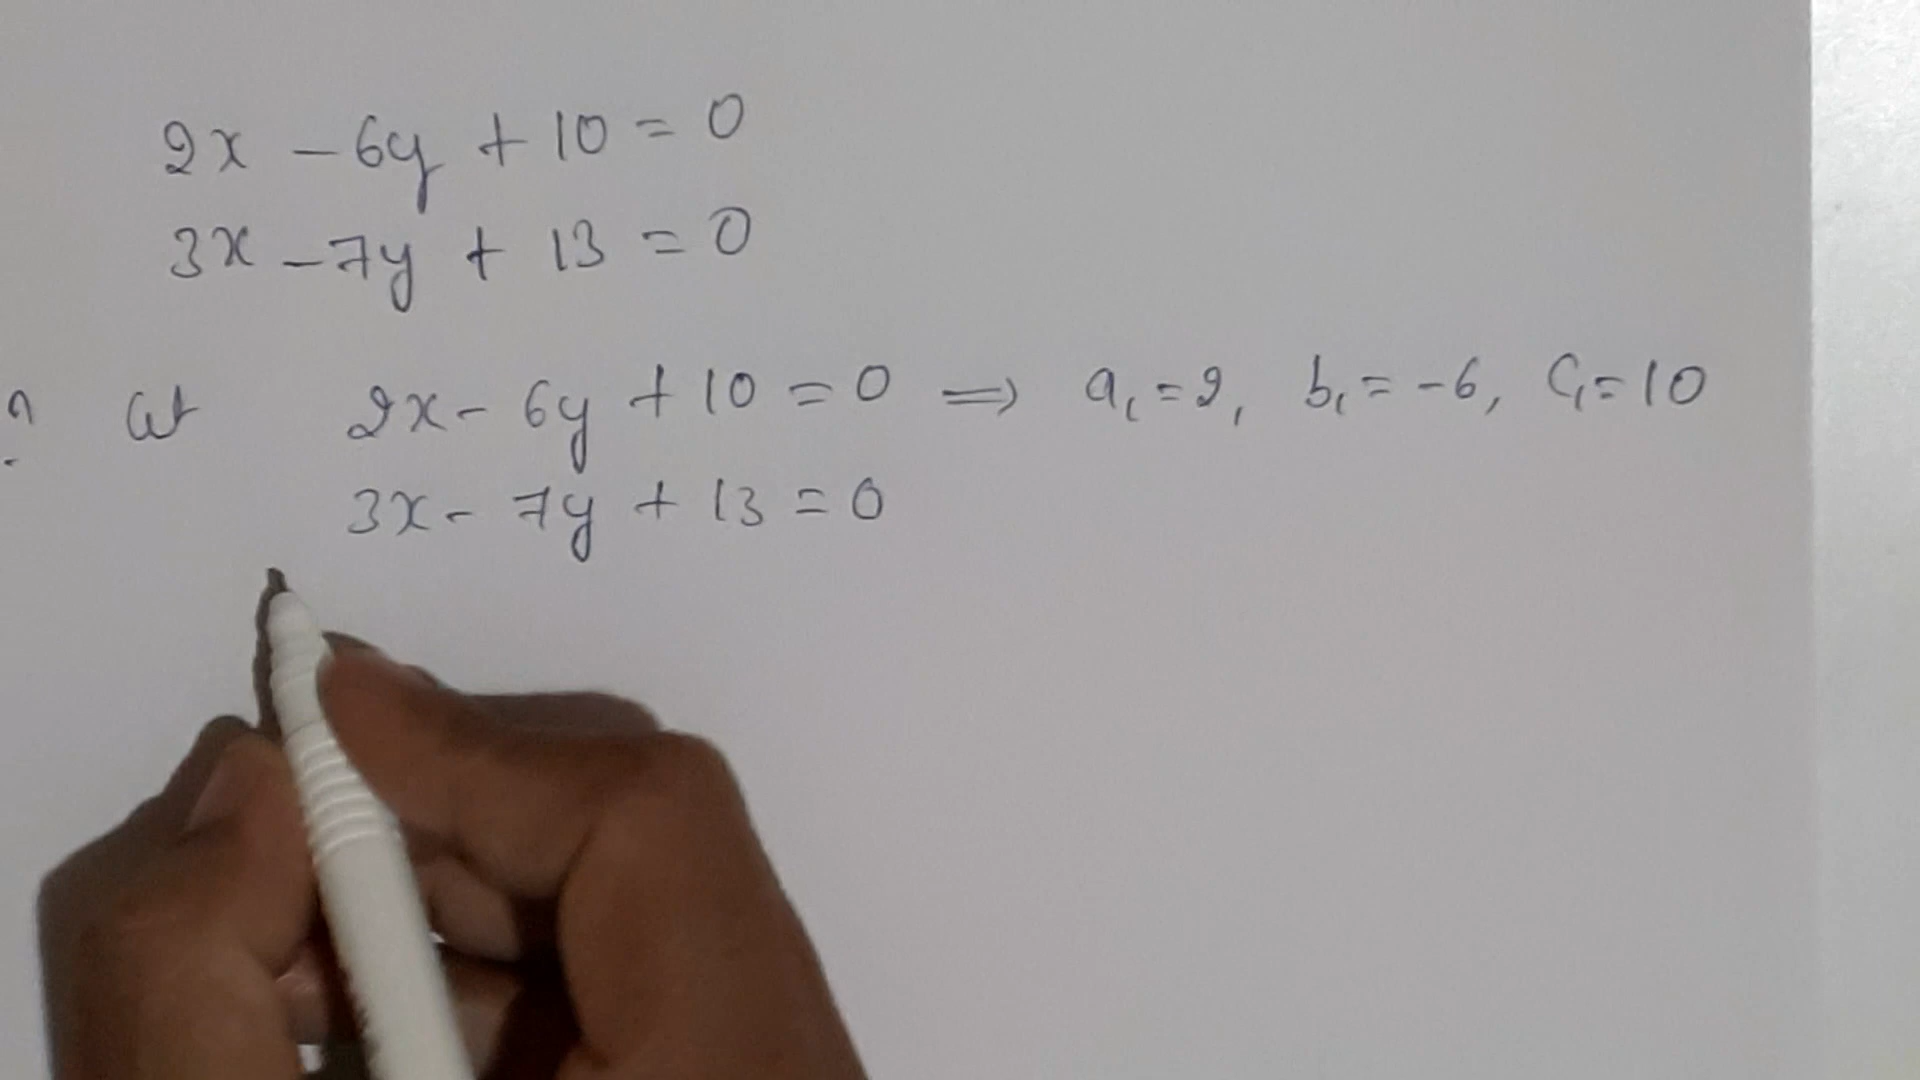 2x - 6y + 10 = 0
3x - 7y + 13 = 0
2x - 6y + 10 = 0 ⇒ a₁ = 2, b₁ = -6, C₁ = 10
3x - 7y + 13 = 0